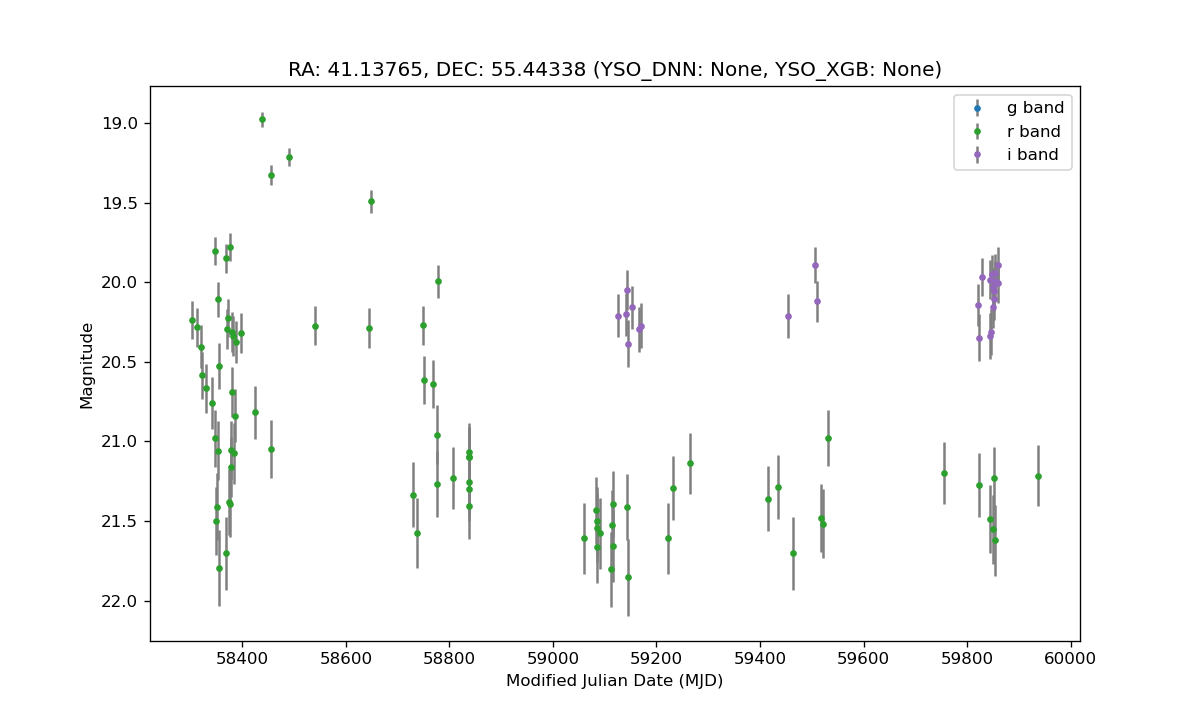 RA: 41.13765, DEC: 55.44338 (YSO_DNN: None, YSO_XGB: None)
g band
r band
i band
19.0
19.5
20.0
20.5
21.0
21.5
22.0
Magnitude
58400 58600 58800 59000 59200 59400 59600 59800 60000
Modified Julian Date (MJD)